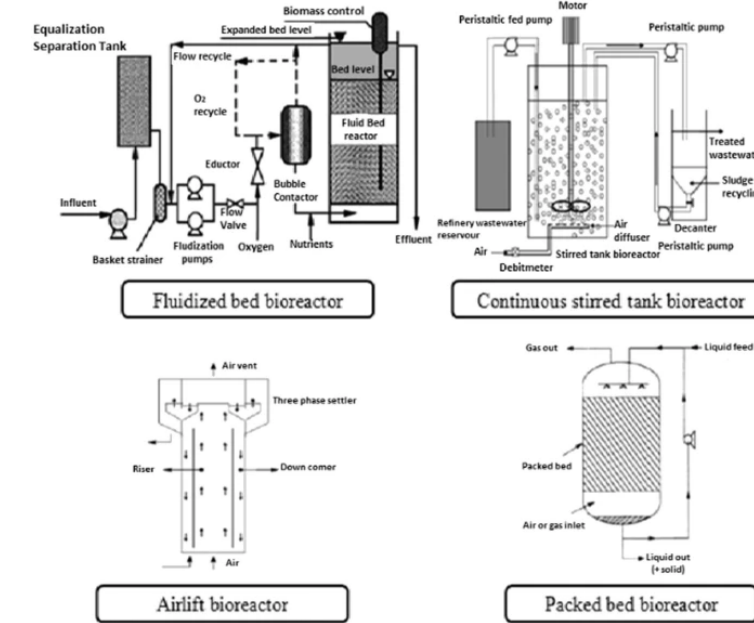 Equalization
Separation Tank
Biomass control
Expanded bed level
Flow recycle
Bed level
O₂
recycle
Fluid Bed
reactor
Eductor
Bubble
Contactor
Influent
Flow
Valve
Basket strainer
Fludization
pumps
Oxygen
Nutrients
Effluent
Fluidized bed bioreactor
Motor
Peristaltic fed pump
Peristaltic pump
Treated
wastewat
Sludge
recycli
Refinery wastewater
reservour
Air
diffuser
Decanter
Peristaltic pump
Air
Stirred tank bioreactor
Debitmeter
Continuous stirred tank bioreactor
Air vent
Three phase settler
Riser
Down comer
Air
Airlift bioreactor
Gas out
Liquid feed
Packed bed
Air or gas inlet
Liquid out
(+ solid)
Packed bed bioreactor